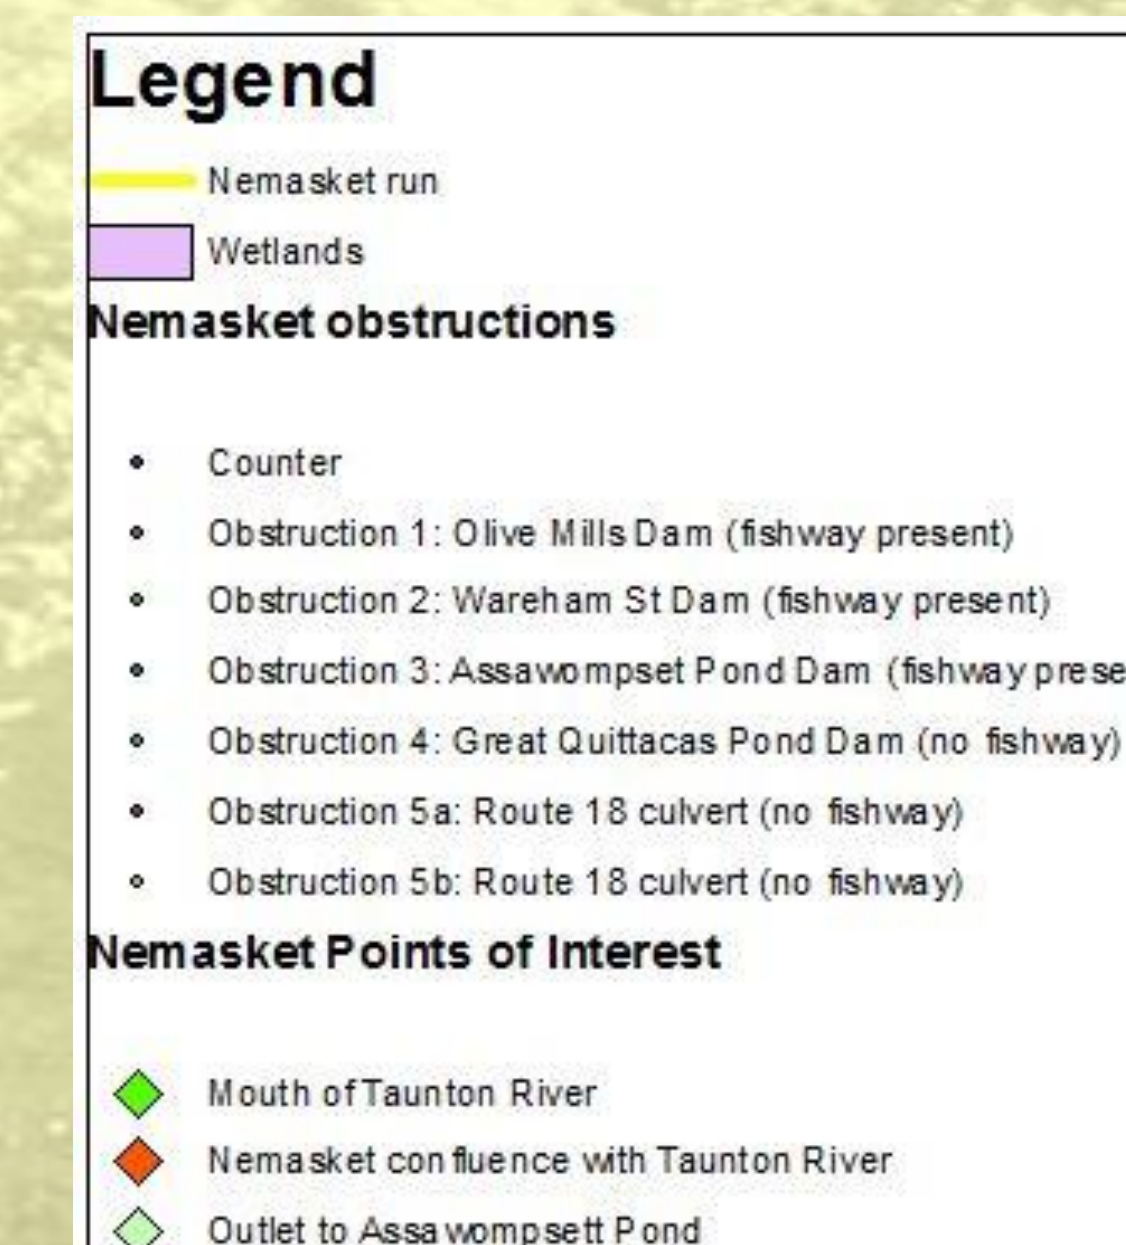 Legend
Nemasket run
Wetlands
Nemasket obstructions
Counter
Obstruction 1: Olive Mills Dam (fishway present)
Obstruction 2: Wareham St Dam (fishway present)
Obstruction 3: Assawompset Pond Dam (fishway prese
Obstruction 4: Great Quittacas Pond Dam (no fishway)
Obstruction 5a: Route 18 culvert (no fishway)
Obstruction 5b: Route 18 culvert (no fishway)
Nemasket Points of Interest
Mouth of Taunton River
Nemasket confluence with Taunton River
Outlet to Assawompsett Pond